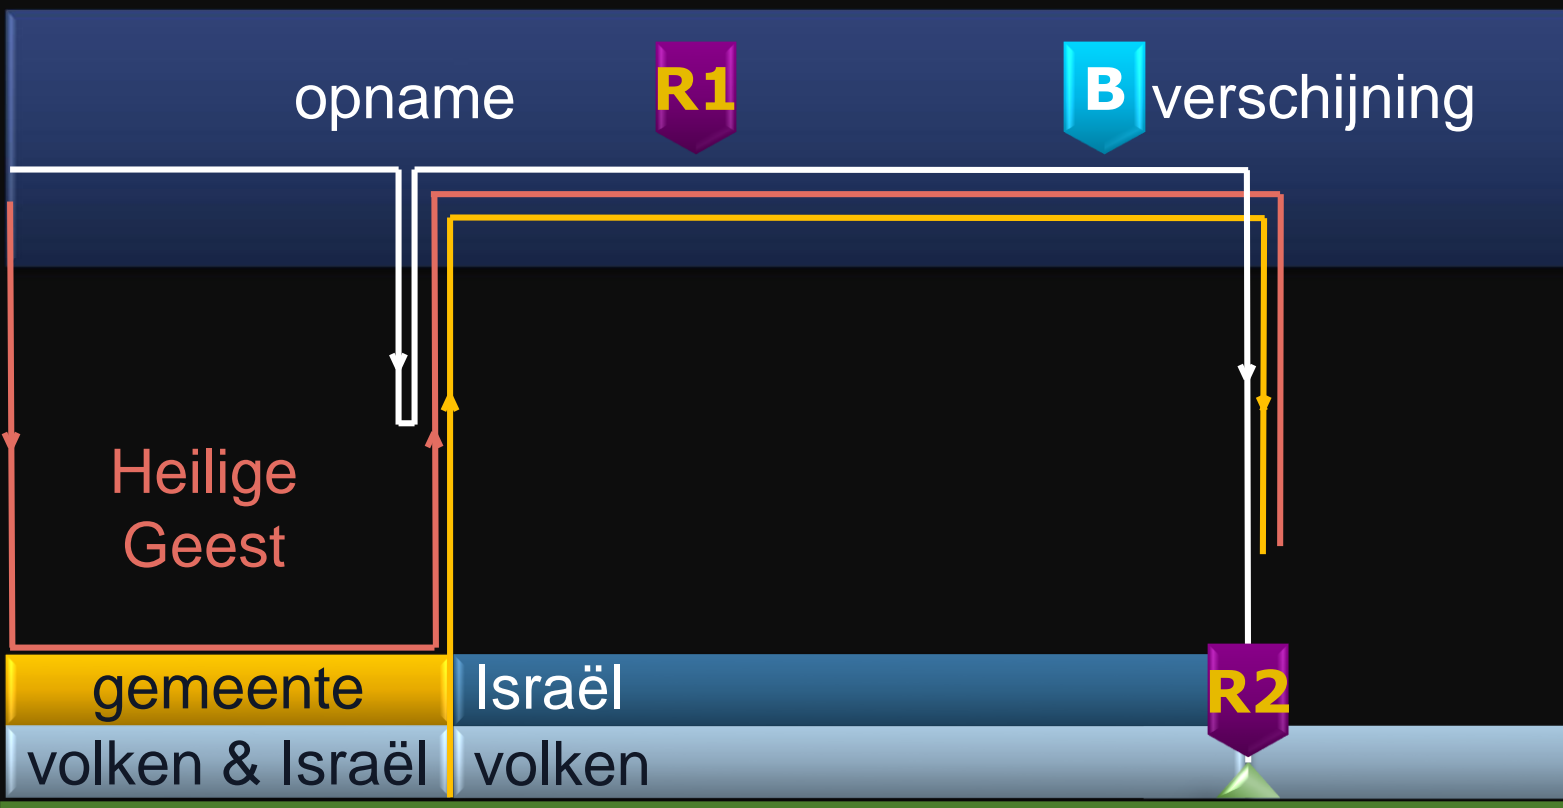 opname
R1
B
verschijning
Heilige
Geest
gemeente
Israël
R2
volken & Israël
volken